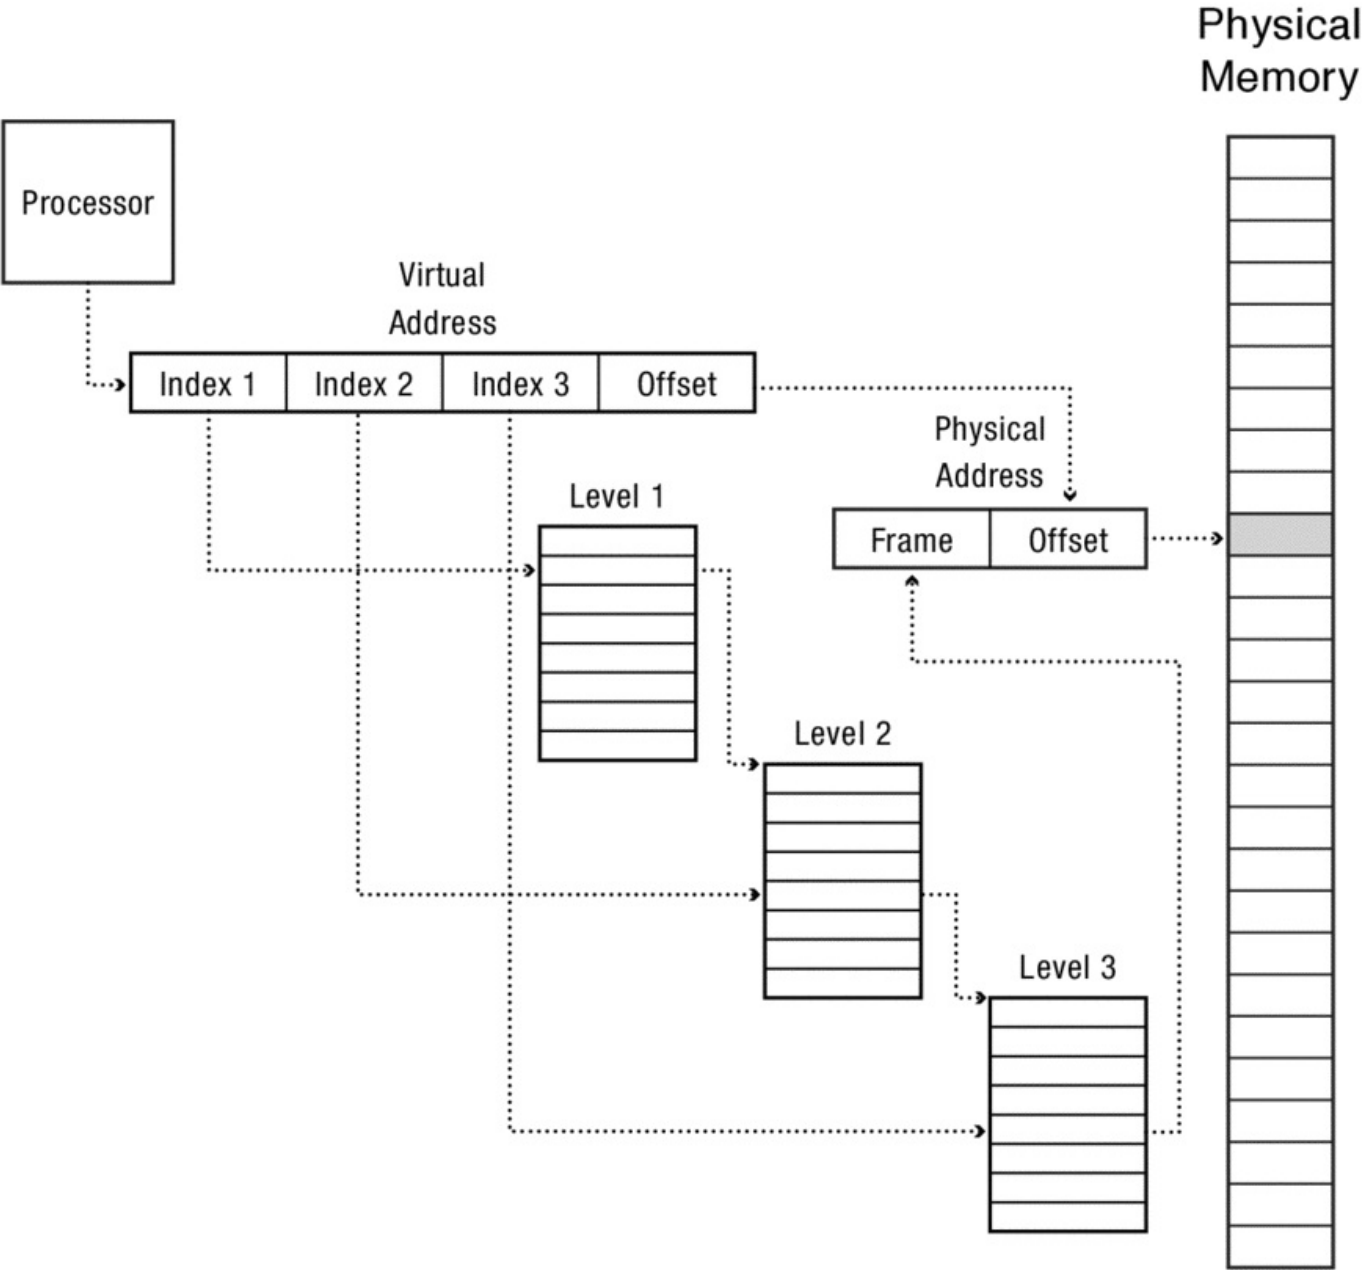 Physical
Memory
Processor
Virtual
Address
Index 1
Index 2
Index 3
Offset
Physical
Address
Level 1
Frame
Offset
Level 2
Level 3